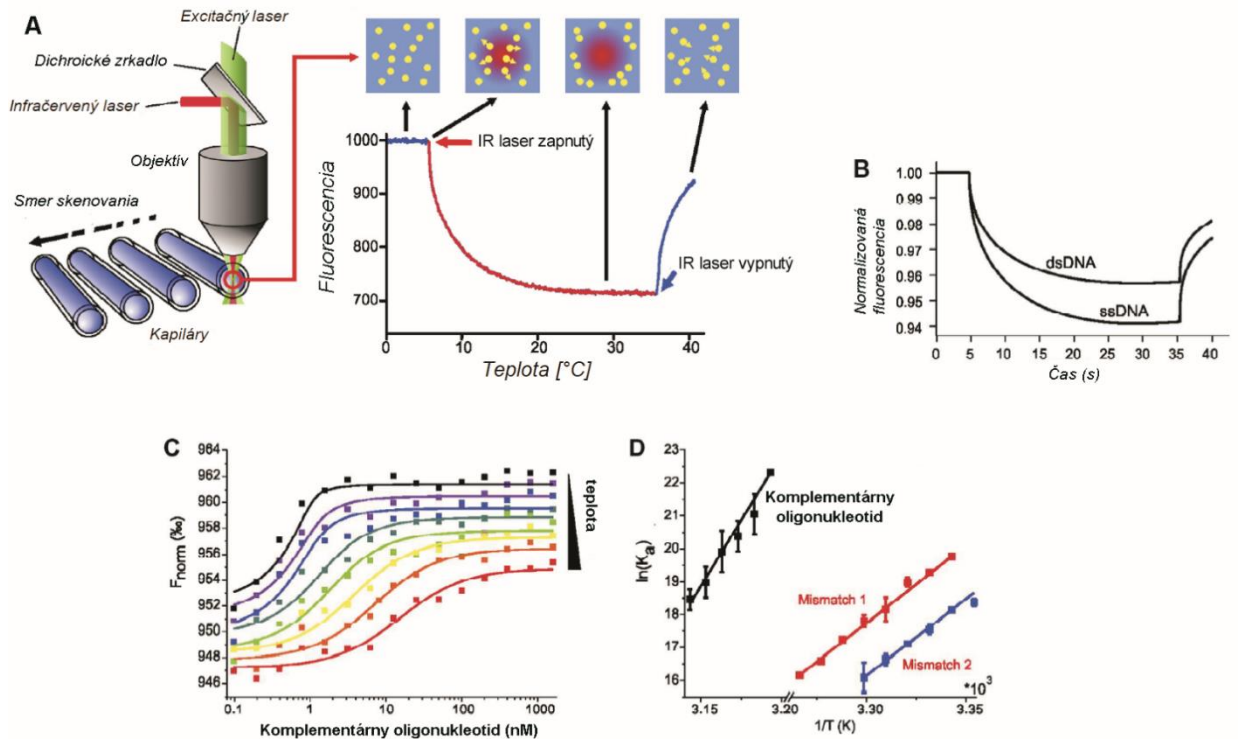 A
Excitačný laser
Dichroické zrkadlo
Infračervený laser
Objektív
Smer skenovania
Kapiláry
Fluorescencia
1000
900
800
700
IR laser zapnutý
IR laser vypnutý
0
10
20
30
40
Teplota [°C]
B
Normalizovaná
fluorescencia
1.00
0.99
0.98
0.97
0.96
0.95
0.94
dsDNA
ssDNA
0
5
10
15
20
25
30
35
40
Čas (s)
C
Fnorm (‰)
964
962
960
958
956
964
952
950
948
946
teplota
0.1
1
10
100
1000
Komplementárny oligonukleotid (nM)
D
ln(Ka)
23
22
21
20
19
18
17
16
Komplementárny
oligonukleotid
Mismatch 1
Mismatch 2
*10³
3.15
3.20
3.30
3.35
1/T (K)